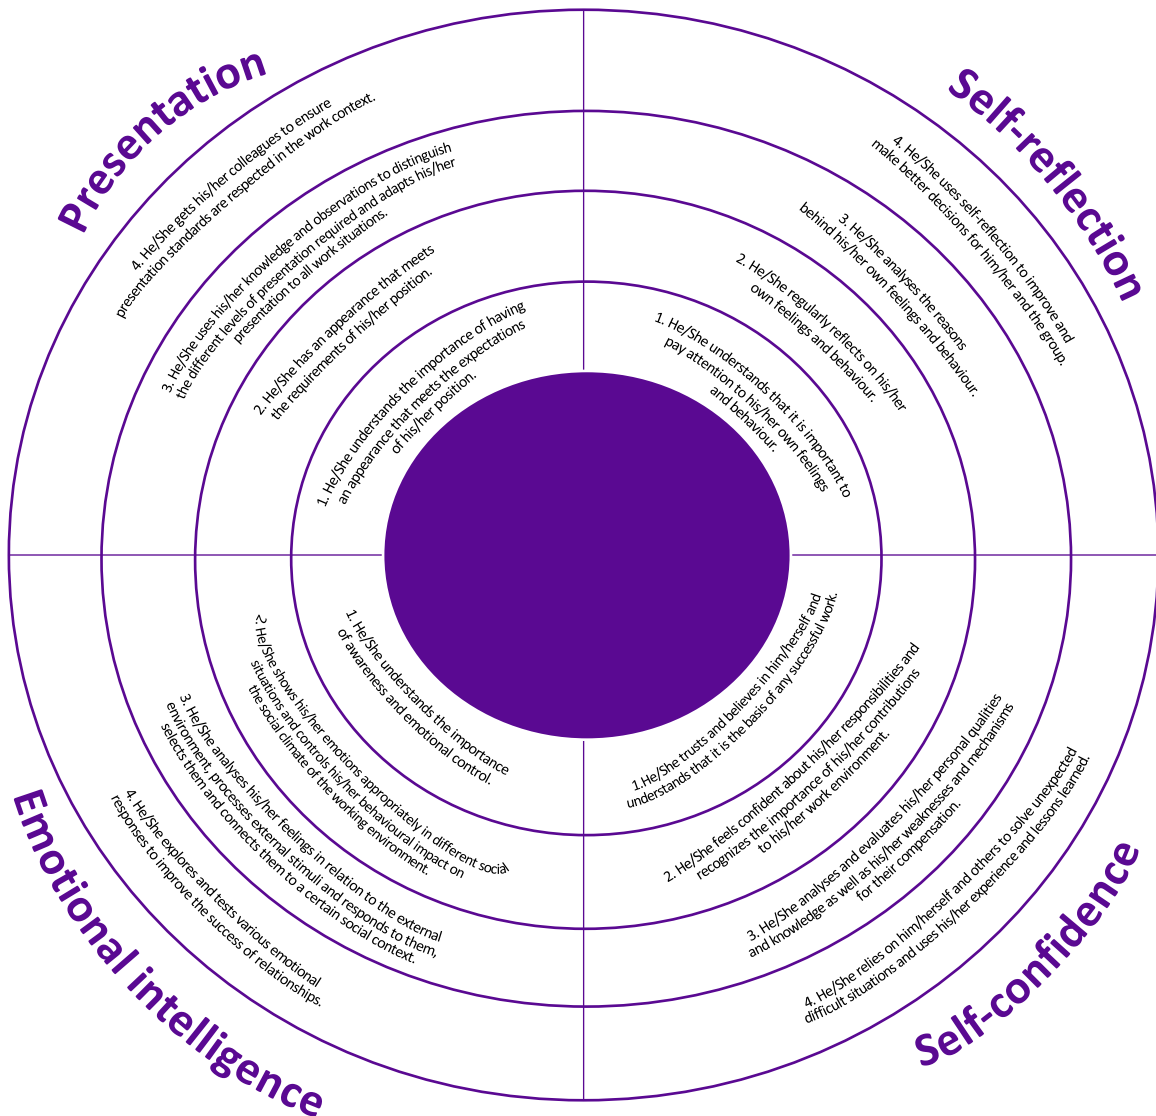 Presentation
4. He/She gets his/her colleagues to ensure
presentation standards are respected in the work context.
3. He/She uses his/her knowledge and observations to distinguish
the different levels of presentation required and adapts his/her
presentation to all work situations.
2. He/She has an appearance that meets
the requirements of his/her position.
1. He/She understands the importance of having
an appearance that meets the expectations
of his/her position.
Self-reflection
4. He/She uses self-reflection to improve and
make better decisions for him/her and the group.
3. He/She analyses the reasons
behind his/her own feelings and behaviour.
2. He/She regularly reflects on his/her
own feelings and behaviour.
1. He/She understands that it is important to
pay attention to his/her own feelings
and behaviour.
Emotional intelligence
1. He/She understands the importance
of awareness and emotional control.
2. He/She shows his/her emotions appropriately in different social
situations and controls his/her behavioural impact on
the social climate of the working environment.
3. He/She analyses his/her feelings in relation to the external
environment, processes external stimuli and responds to them,
selects them and connects them to a certain social context.
4. He/She explores and tests various emotional
responses to improve the success of relationships.
Self-confidence
1.He/She trusts and believes in him/herself and
understands that it is the basis of any successful work.
2. He/She feels confident about his/her responsibilities and
recognizes the importance of his/her contributions
to his/her work environment.
3. He/She analyses and evaluates his/her personal qualities
and knowledge as well as his/her weaknesses and mechanisms
for their compensation.
4. He/She relies on him/herself and others to solve unexpected
difficult situations and uses his/her experience and lessons learned.